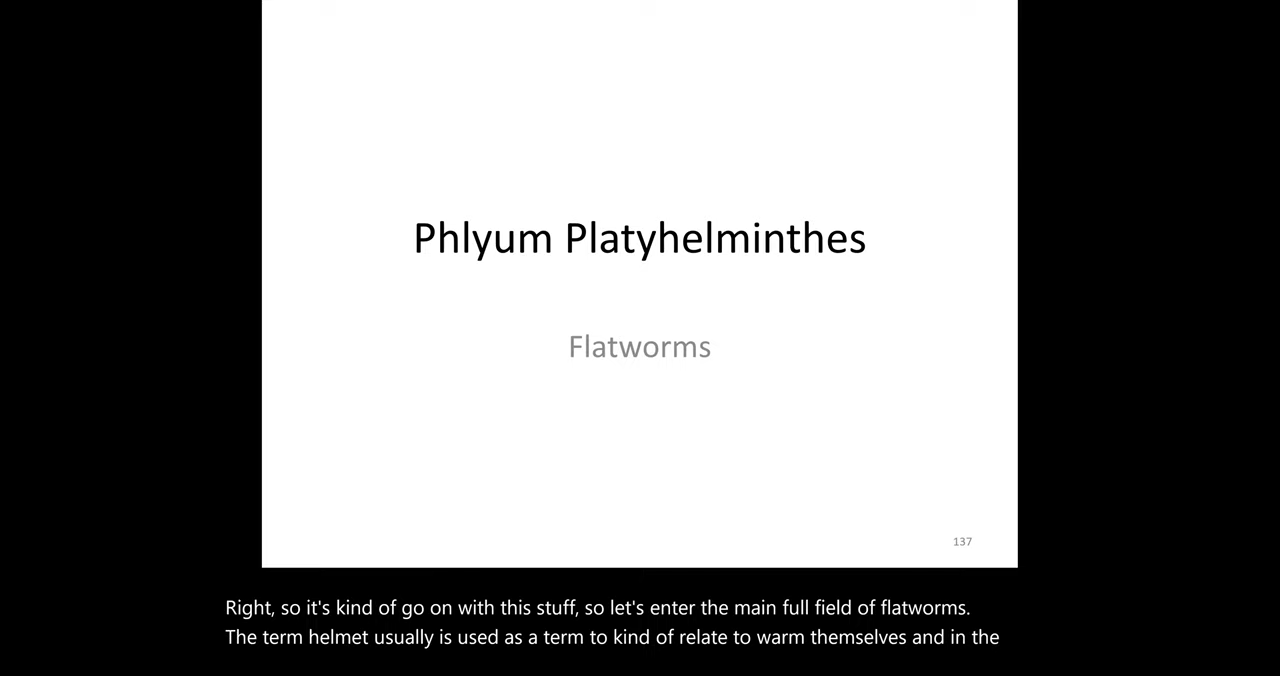 Phlyum Platyhelminthes
Flatworms
137
Right, so it's kind of go on with this stuff, so let's enter the main full field of flatworms.
The term helmet usually is used as a term to kind of relate to warm themselves and in the